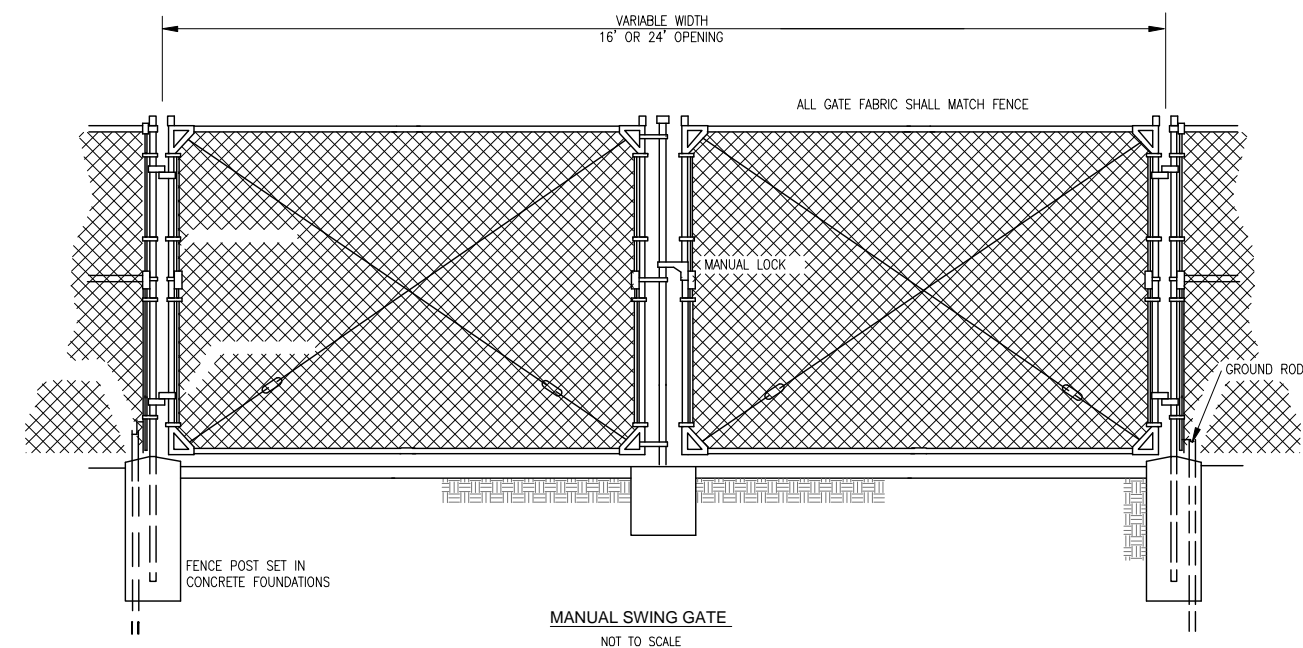 VARIABLE WIDTH
16' OR 24' OPENING
ALL GATE FABRIC SHALL MATCH FENCE
MANUAL LOCK
GROUND ROD
FENCE POST SET IN
CONCRETE FOUNDATIONS
MANUAL SWING GATE
NOT TO SCALE